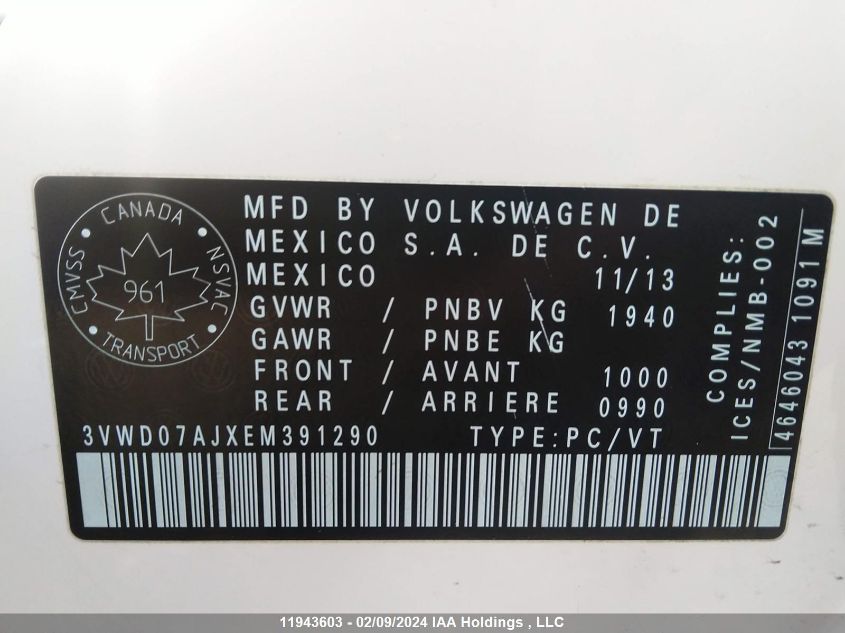 CANADA
CMVSS
NSVAC
961
TRANSPORT
MFD BY VOLKSWAGEN DE
MEXICO S.A. DE C.V.
MEXICO 11/13
GVWR / PNBV KG 1940
GAWR / PNBE KG
FRONT / AVANT 1000
REAR / ARRIERE 0990
3VWD07AJXEM391290 TYPE:PC/VT
COMPLIES:
ICES/NMB-002
4646043 1091 M
11943603 - 02/09/2024 IAA Holdings , LLC